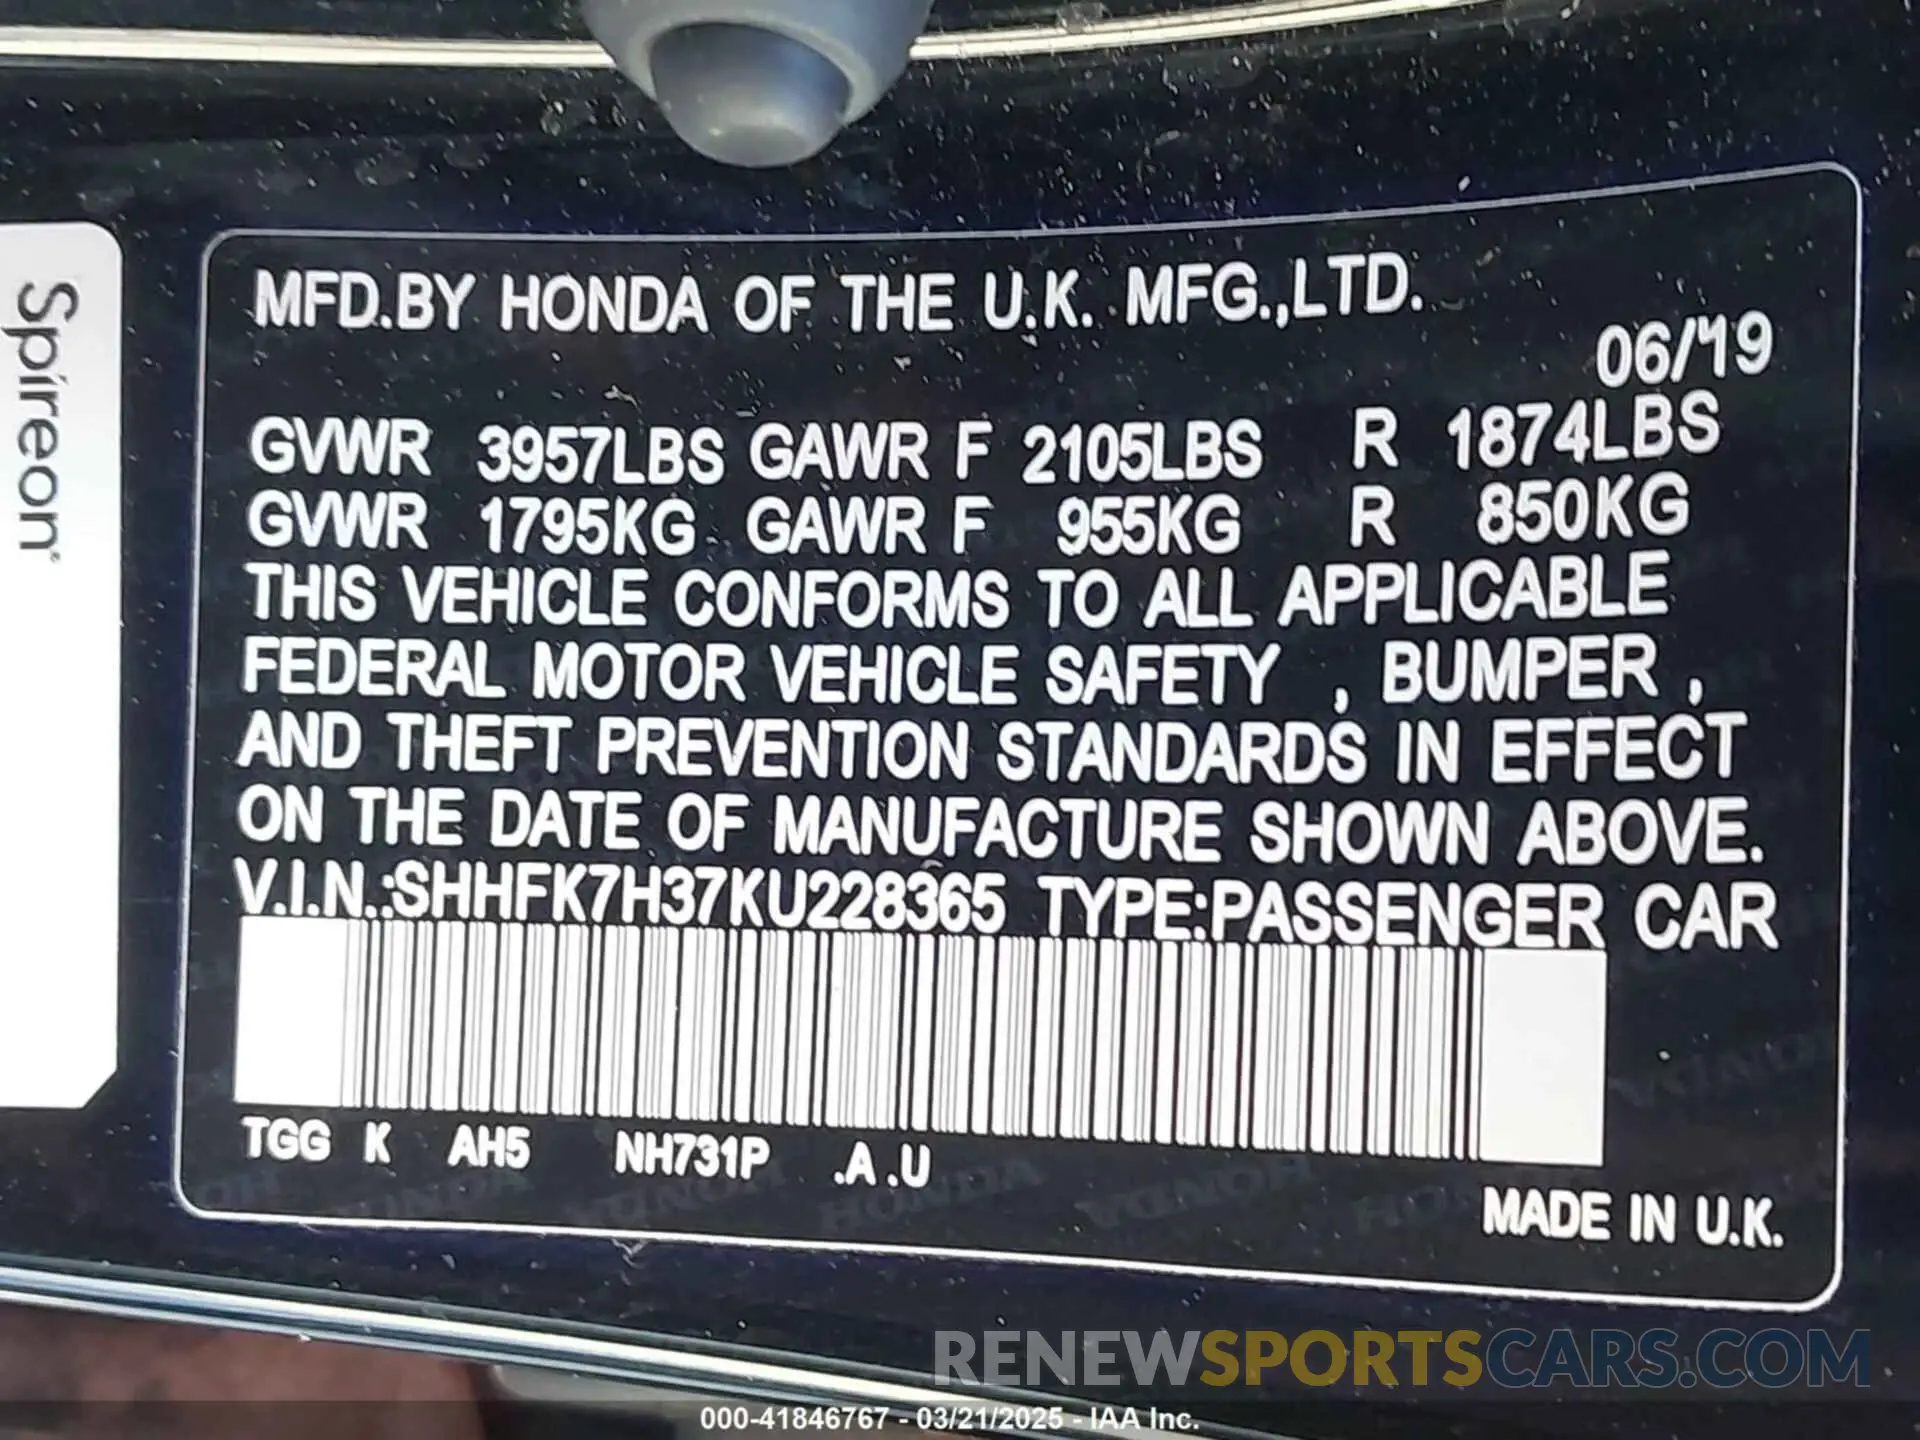 Spireon
MFD.BY HONDA OF THE U.K. MFG.,LTD.
06/19
GVWR 3957LBS GAWR F 2105LBS R 1874LBS
GVWR 1795KG GAWR F 955KG R 850KG
THIS VEHICLE CONFORMS TO ALL APPLICABLE
FEDERAL MOTOR VEHICLE SAFETY , BUMPER ,
AND THEFT PREVENTION STANDARDS IN EFFECT
ON THE DATE OF MANUFACTURE SHOWN ABOVE.
V.I.N.:SHHFK7H37KU228365 TYPE:PASSENGER CAR
TGG K AH5 NH731P .A .U
MADE IN U.K.
RENEWSPORTSCARS.COM
000-41846767 - 03/21/2025 - IAA Inc.